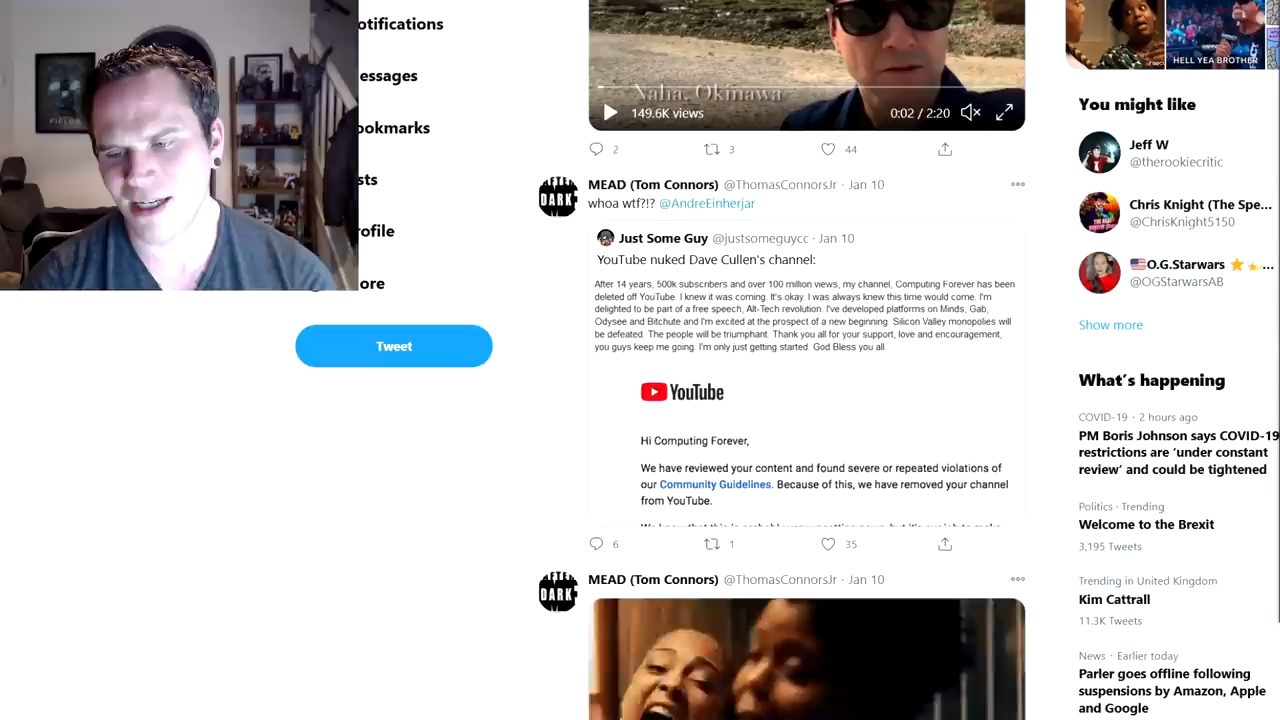 otifications
essages
ookmarks
sts
rofile
ore
Tweet
FIELDS
Naha, Okinawa
149.6K views
0:02 / 2:20
2
3
44
AFTER
DARK
MEAD (Tom Connors) @ThomasConnorsJr · Jan 10
whoa wtf?!? @AndreEinherjar
Just Some Guy @justsomeguycc · Jan 10
YouTube nuked Dave Cullen's channel:
After 14 years, 500k subscribers and over 100 million views, my channel, Computing Forever has been
deleted off YouTube. I knew it was coming. It's okay. I was always knew this time would come. I'm
delighted to be part of a free speech, Alt-Tech revolution. I've developed platforms on Minds, Gab,
Odysee and Bitchute and I'm excited at the prospect of a new beginning. Silicon Valley monopolies will
be defeated. The people will be triumphant. Thank you all for your support, love and encouragement,
you guys keep me going. I'm only just getting started. God Bless you all
YouTube
Hi Computing Forever,
We have reviewed your content and found severe or repeated violations of
our Community Guidelines. Because of this, we have removed your channel
from YouTube.
6
1
35
AFTER
DARK
MEAD (Tom Connors) @ThomasConnorsJr · Jan 10
HELL YEA BROTHER
You might like
Jeff W
@therookiecritic
Chris Knight (The Spe...
@ChrisKnight5150
O.G.Starwars ...
@OGStarwarsAB
Show more
What's happening
COVID-19 · 2 hours ago
PM Boris Johnson says COVID-19
restrictions are 'under constant
review' and could be tightened
Politics · Trending
Welcome to the Brexit
3,195 Tweets
Trending in United Kingdom
Kim Cattrall
11.3K Tweets
News · Earlier today
Parler goes offline following
suspensions by Amazon, Apple
and Google